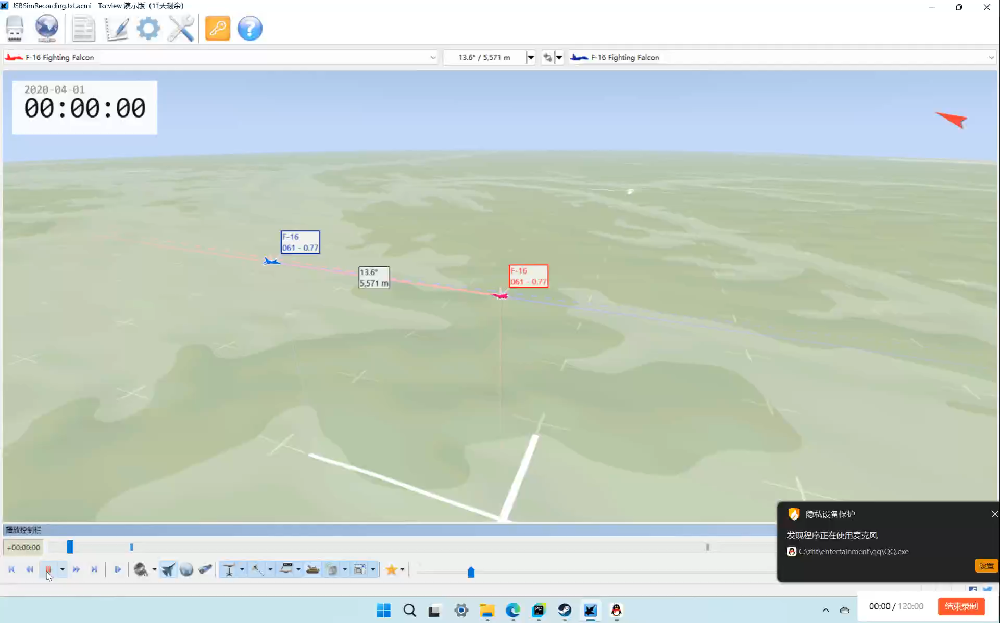 JSBSimRecording.txt.acmi - Tacview 演示版（11天剩余）
F-16 Fighting Falcon
13.6° / 5,571 m
F-16 Fighting Falcon
2020-04-01
00:00:00
F-16
061 - 0.77
13.6°
5,571 m
F-16
061 - 0.77
播放控制栏
+00:00:00
隐私设备保护
发现程序正在使用麦克风
C:\zht\entertainment\qq\QQ.exe
设置
00:00 / 120:00
结束录制